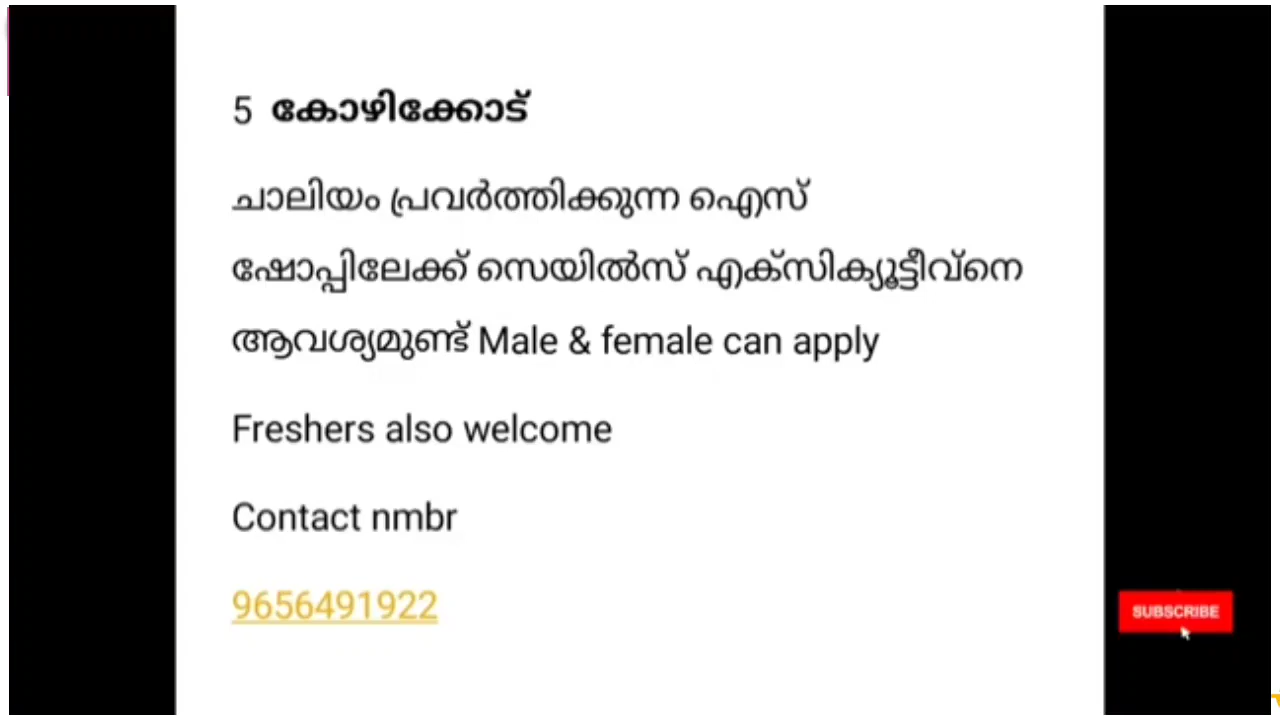 5 കോഴിക്കോട്
ചാലിയം പ്രവർത്തിക്കുന്ന ഐസ്
ഷോപ്പിലേക്ക് സെയിൽസ് എക്സിക്യൂട്ടീവ്നെ
ആവശ്യമുണ്ട് Male & female can apply
Freshers also welcome
Contact nmbr
9656491922
SUBSCRIBE